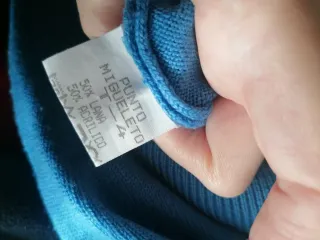 PUNTO
MIGUELETO
T 4
50% LANA
50% ACRILICO